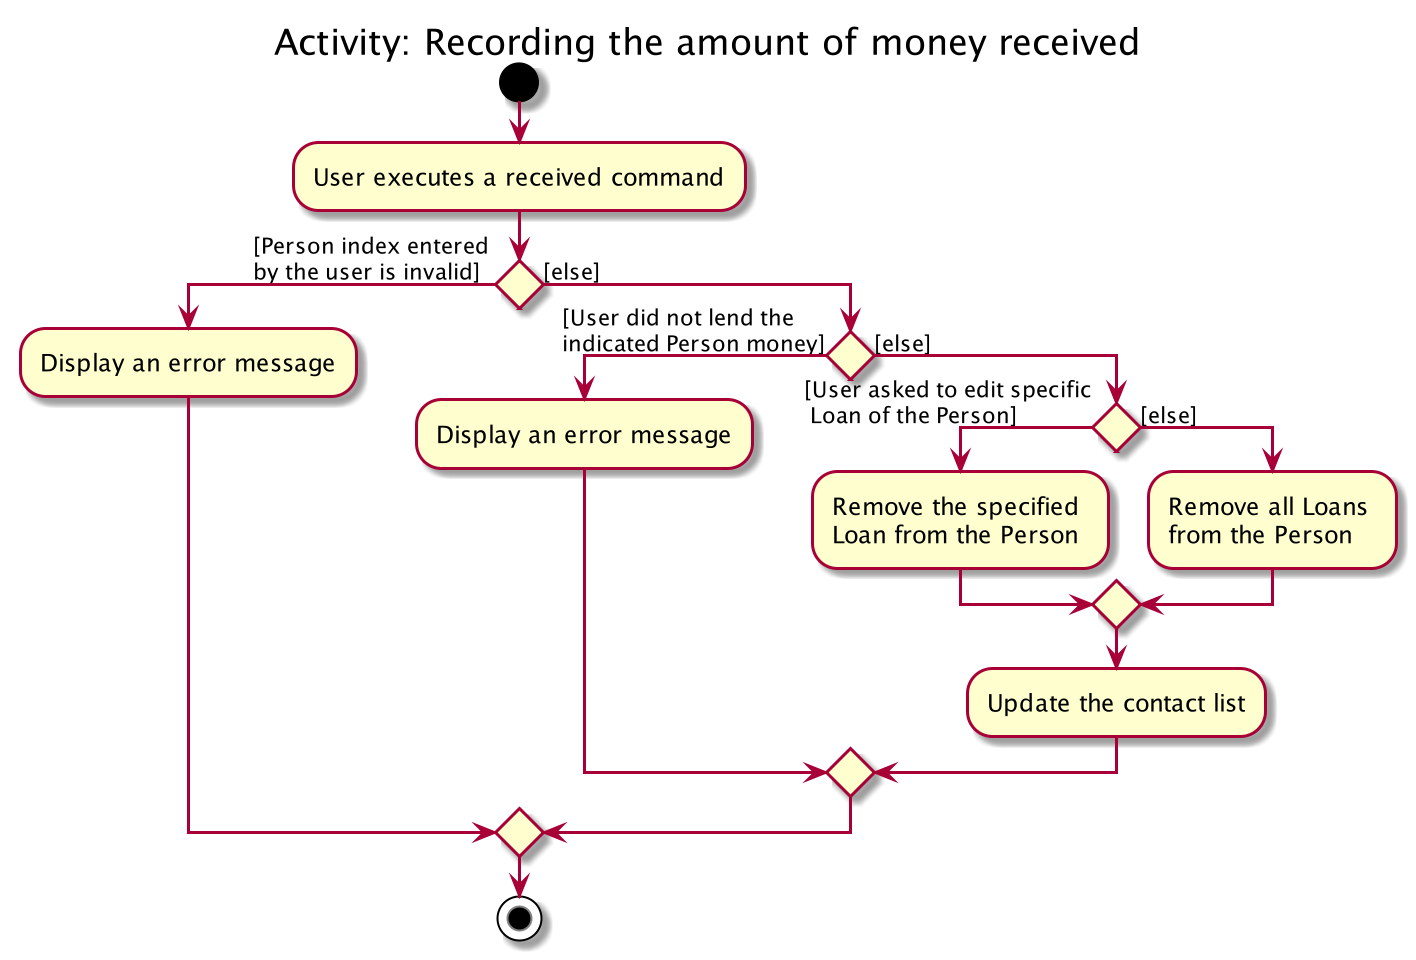 Activity: Recording the amount of money received
User executes a received command
[Person index entered
by the user is invalid]
[else]
Display an error message
[User did not lend the
indicated Person money]
[else]
Display an error message
[User asked to edit specific
Loan of the Person]
[else]
Remove the specified
Loan from the Person
Remove all Loans
from the Person
Update the contact list